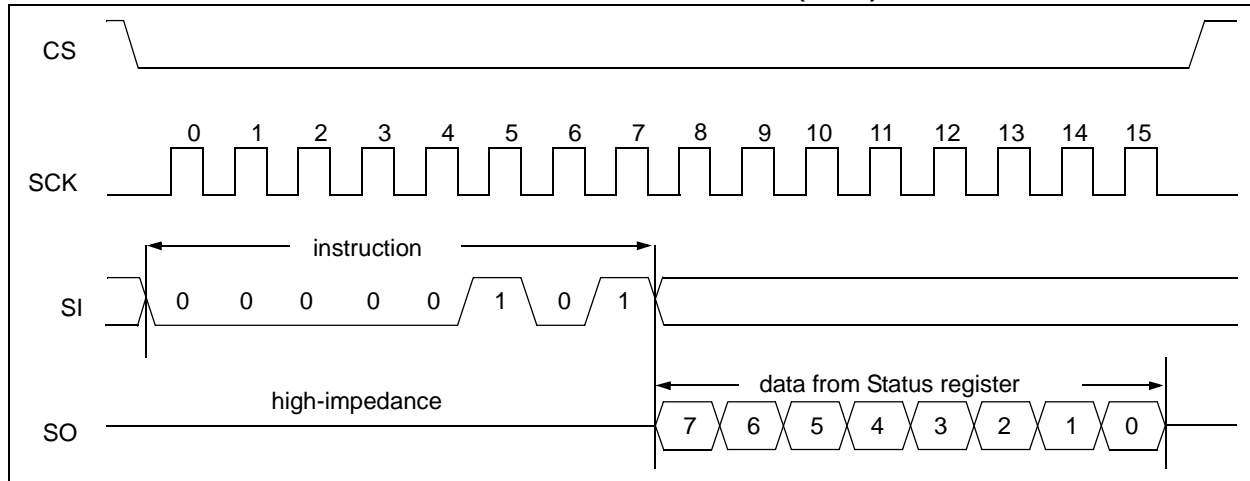 CS
0 1 2 3 4 5 6 7 8 9 10 11 12 13 14 15
SCK
instruction
SI 0 0 0 0 0 1 0 1
data from Status register
high-impedance
SO 7 6 5 4 3 2 1 0